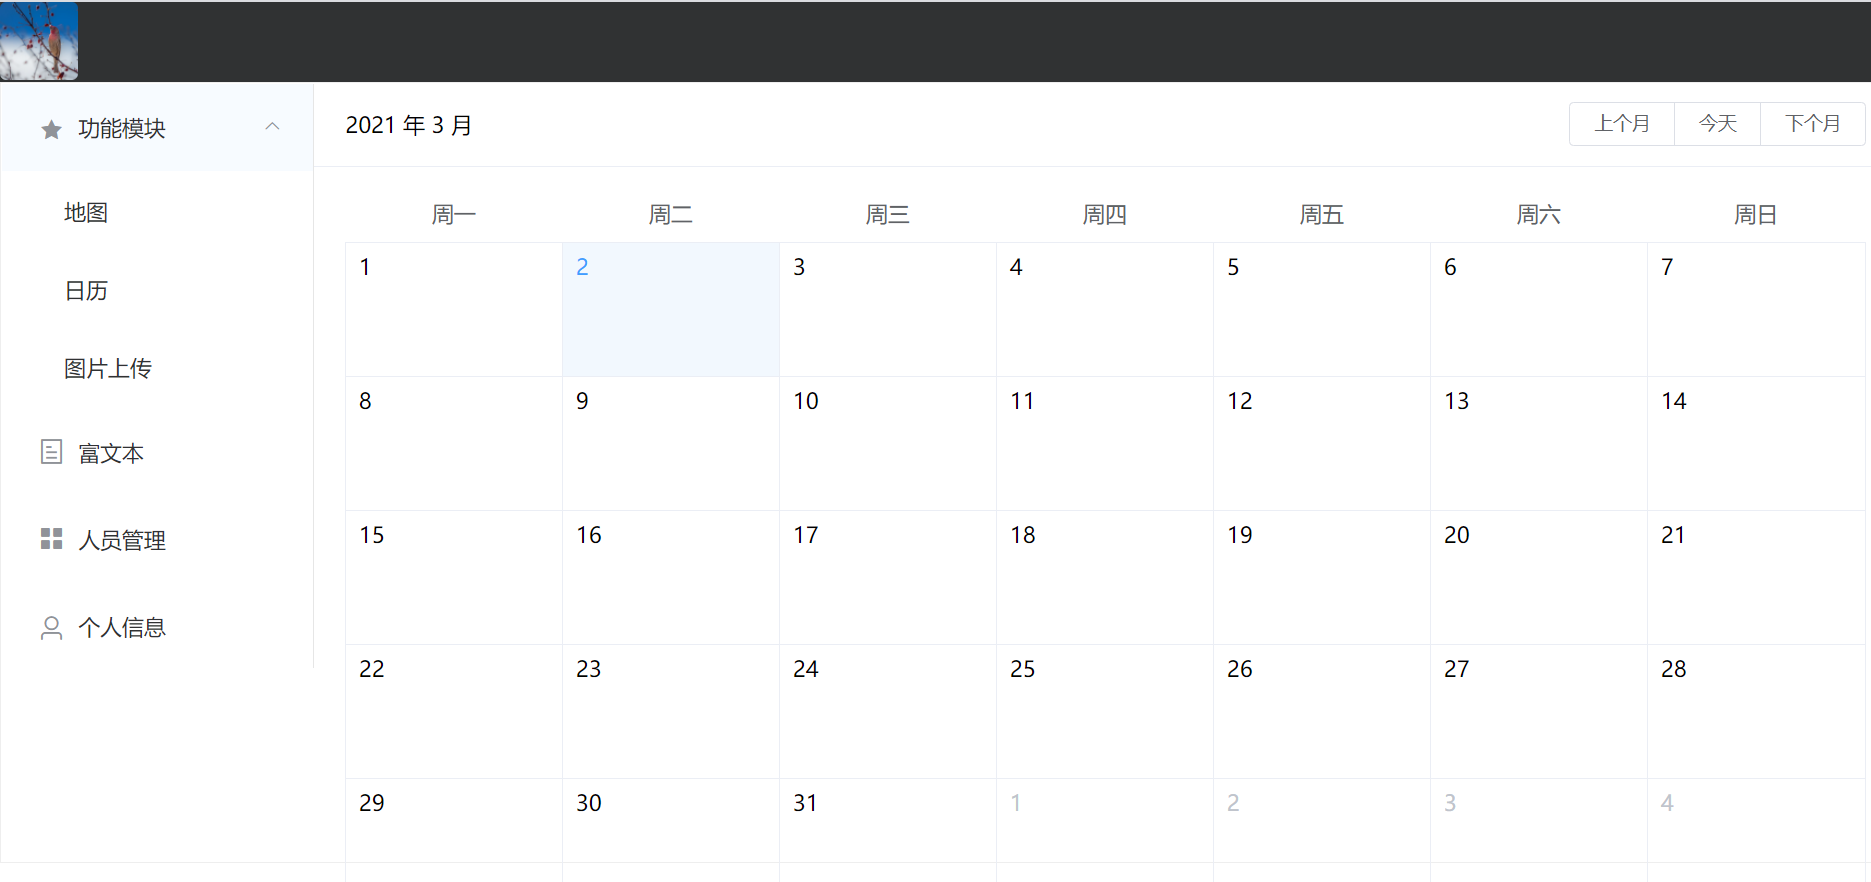 功能模块
地图
日历
图片上传
富文本
人员管理
个人信息
2021 年 3 月
上个月 今天 下个月
周一 周二 周三 周四 周五 周六 周日
1 2 3 4 5 6 7
8 9 10 11 12 13 14
15 16 17 18 19 20 21
22 23 24 25 26 27 28
29 30 31 1 2 3 4